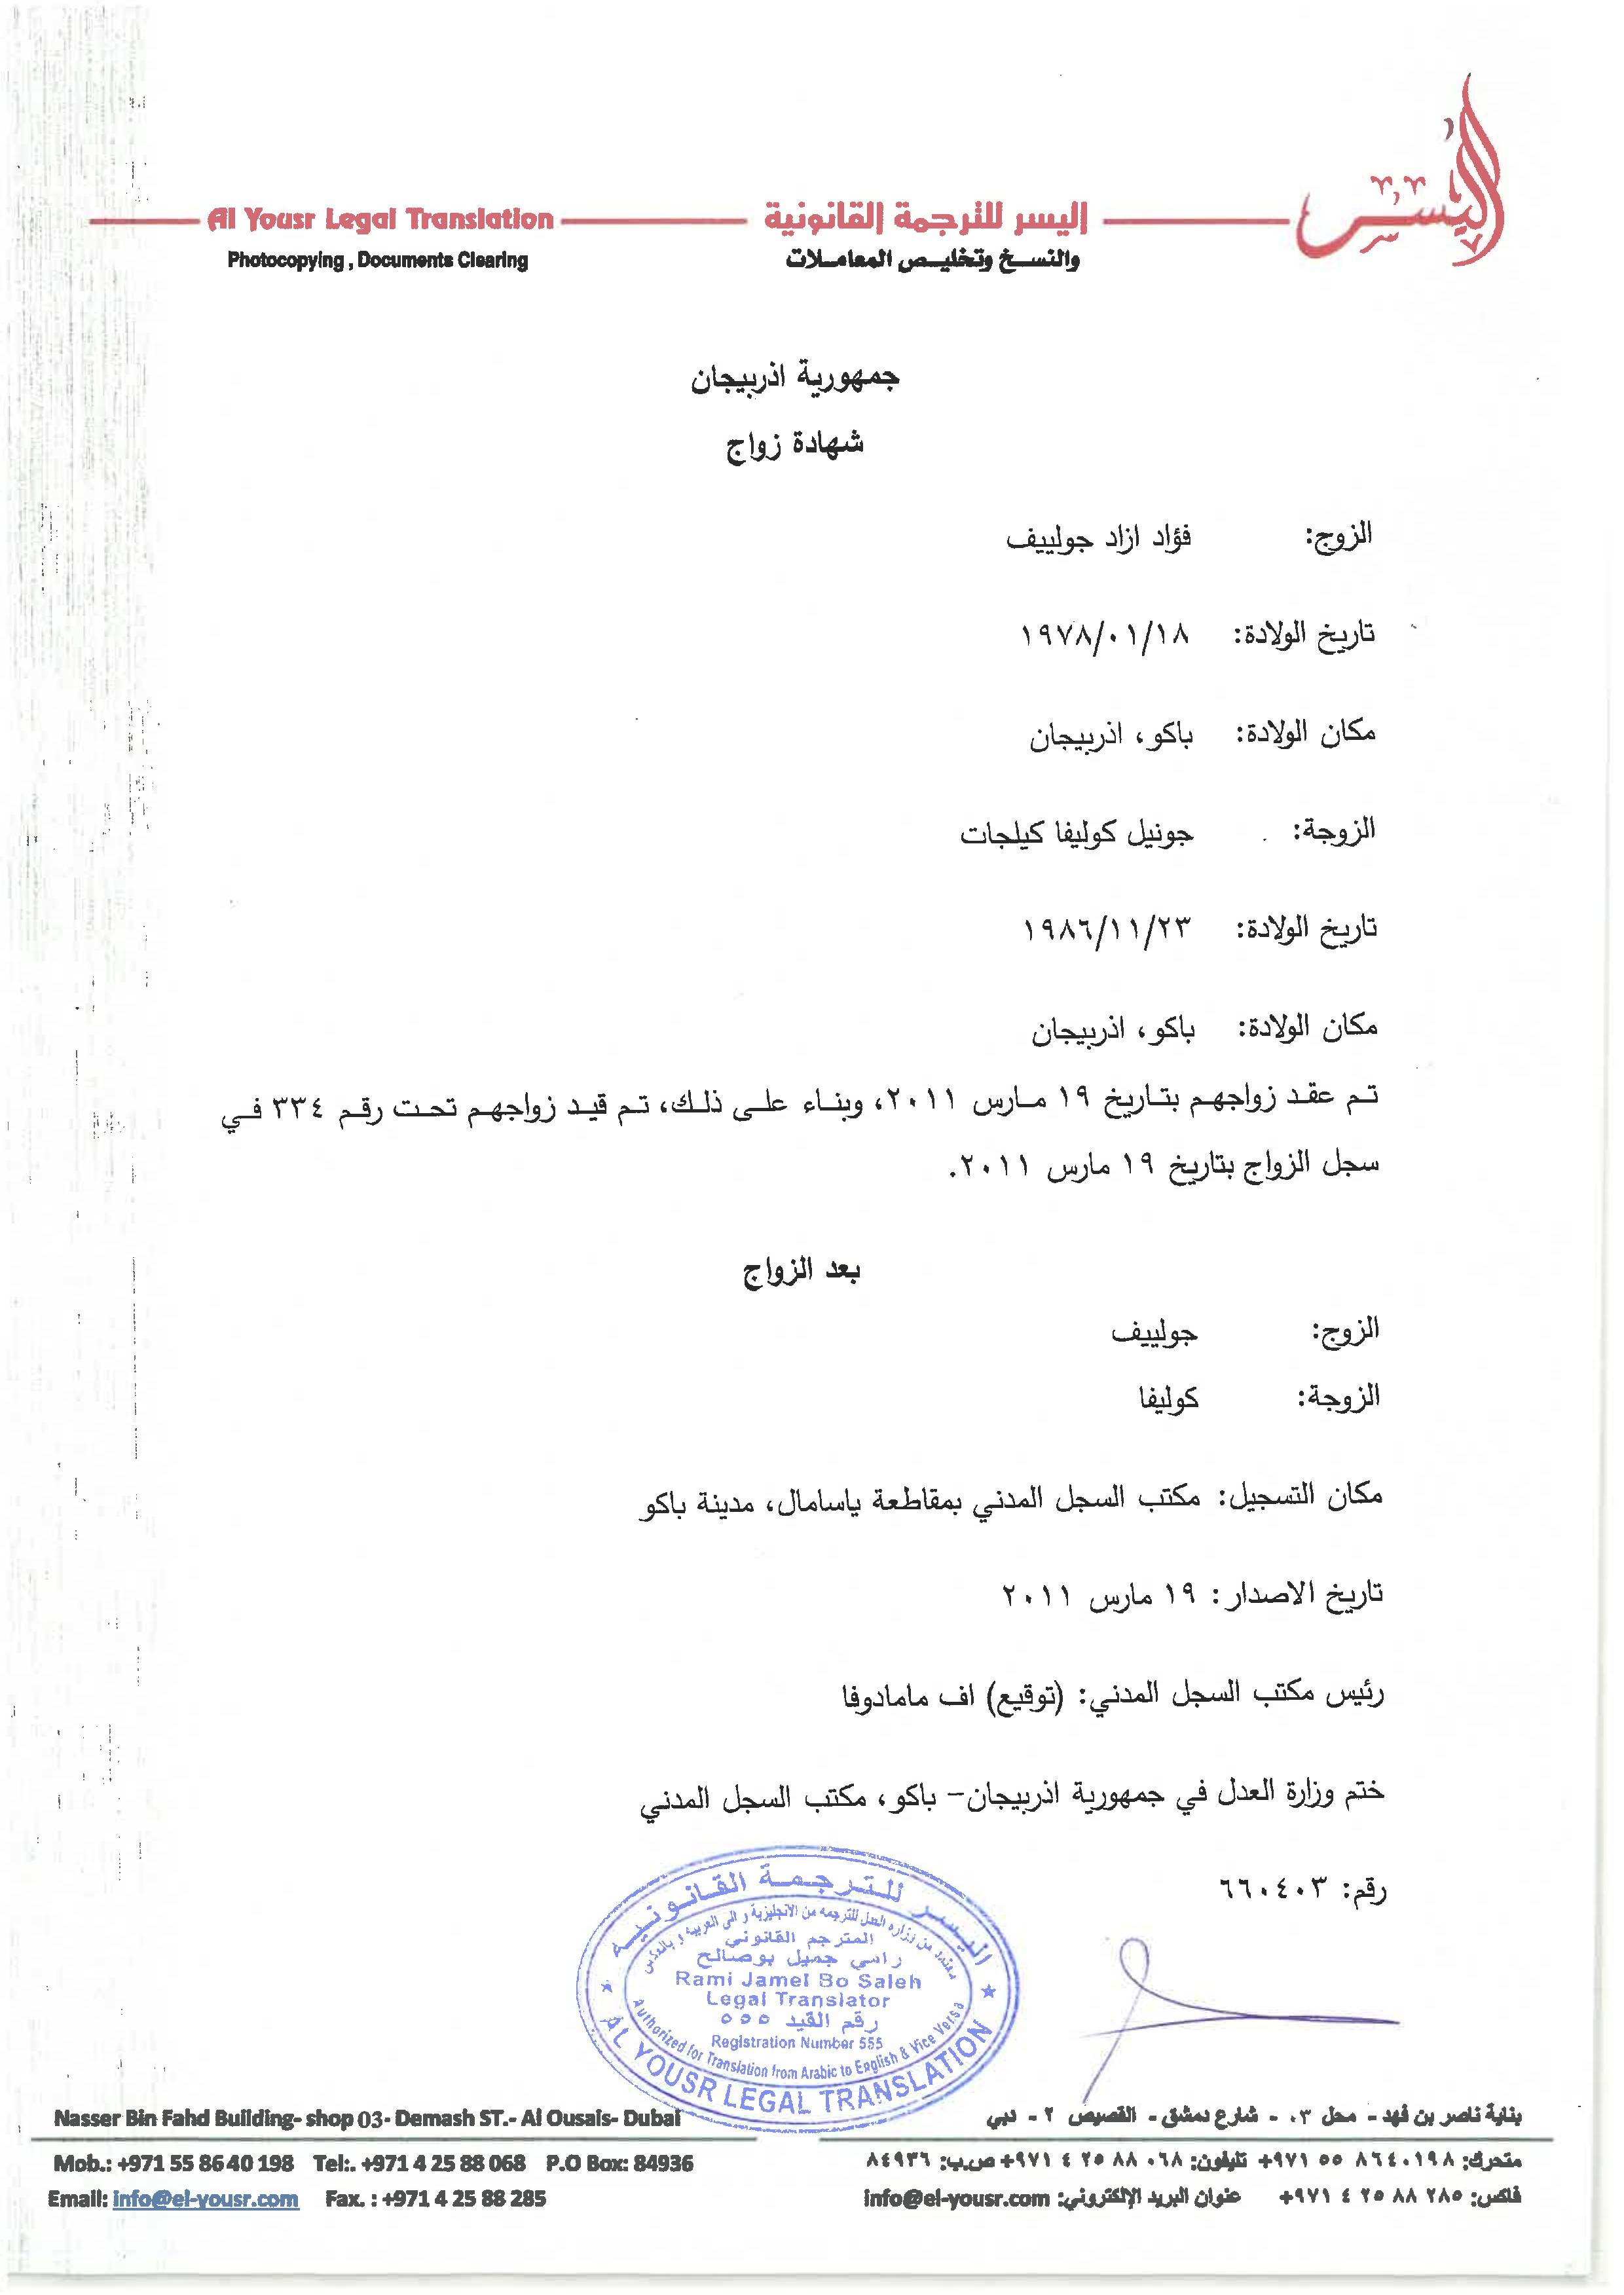 اليسر
Al Yousr Legal Translation
اليسر للترجمة القانونية
Photocopying , Documents Clearing
والنسخ وتخليص المعاملات
جمهورية اذربيجان
شهادة زواج
الزوج: فؤاد ازاد جولييف
تاريخ الولادة: ١٩٧٨/٠١/١٨
مكان الولادة: باكو، اذربيجان
الزوجة: جونيل كوليفا كيلجات
تاريخ الولادة: ١٩٨٦/١١/٢٣
مكان الولادة: باكو، اذربيجان
تم عقد زواجهم بتاريخ ١٩ مارس ٢٠١١، وبناء على ذلك، تم قيد زواجهم تحت رقم ٣٣٤ في
سجل الزواج بتاريخ ١٩ مارس ٢٠١١.
بعد الزواج
الزوج: جولييف
الزوجة: كوليفا
مكان التسجيل: مكتب السجل المدني بمقاطعة ياسامال، مدينة باكو
تاريخ الاصدار: ١٩ مارس ٢٠١١
رئيس مكتب السجل المدني: (توقيع) اف مامادوفا
ختم وزارة العدل في جمهورية اذربيجان– باكو، مكتب السجل المدني
رقم: ٦٦٠٤٠٣
اليسر للترجمة القانونية
معتمد من وزارة العدل للترجمة من الانجليزية و الى العربية و بالعكس
المترجم القانوني
رامي جميل بوصالح
Rami Jamel Bo Saleh
Legal Translator
رقم القيد ٥٥٥
Registration Number 555
Authorized for Translation from Arabic to English & Vice Versa
AL YOUSR LEGAL TRANSLATION
Nasser Bin Fahd Building- shop 03- Demash ST.- Al Qusais- Dubai
بناية ناصر بن فهد - محل ٠٣ - شارع دمشق - القصيص ٢ - دبي
Mob.: +971 55 8640 198 Tel:. +971 4 25 88 068 P.O Box: 84936
متحرك: ٨٦٤٠١٩٨ ٥٥ ٩٧١+ تليفون: ٠٦٨ ٨٨ ٢٥ ٤ ٩٧١+ ص.ب: ٨٤٩٣٦
Email: info@el-yousr.com Fax. : +971 4 25 88 285
فاكس: ٢٨٥ ٨٨ ٢٥ ٤ ٩٧١+ عنوان البريد الإلكتروني: info@el-yousr.com